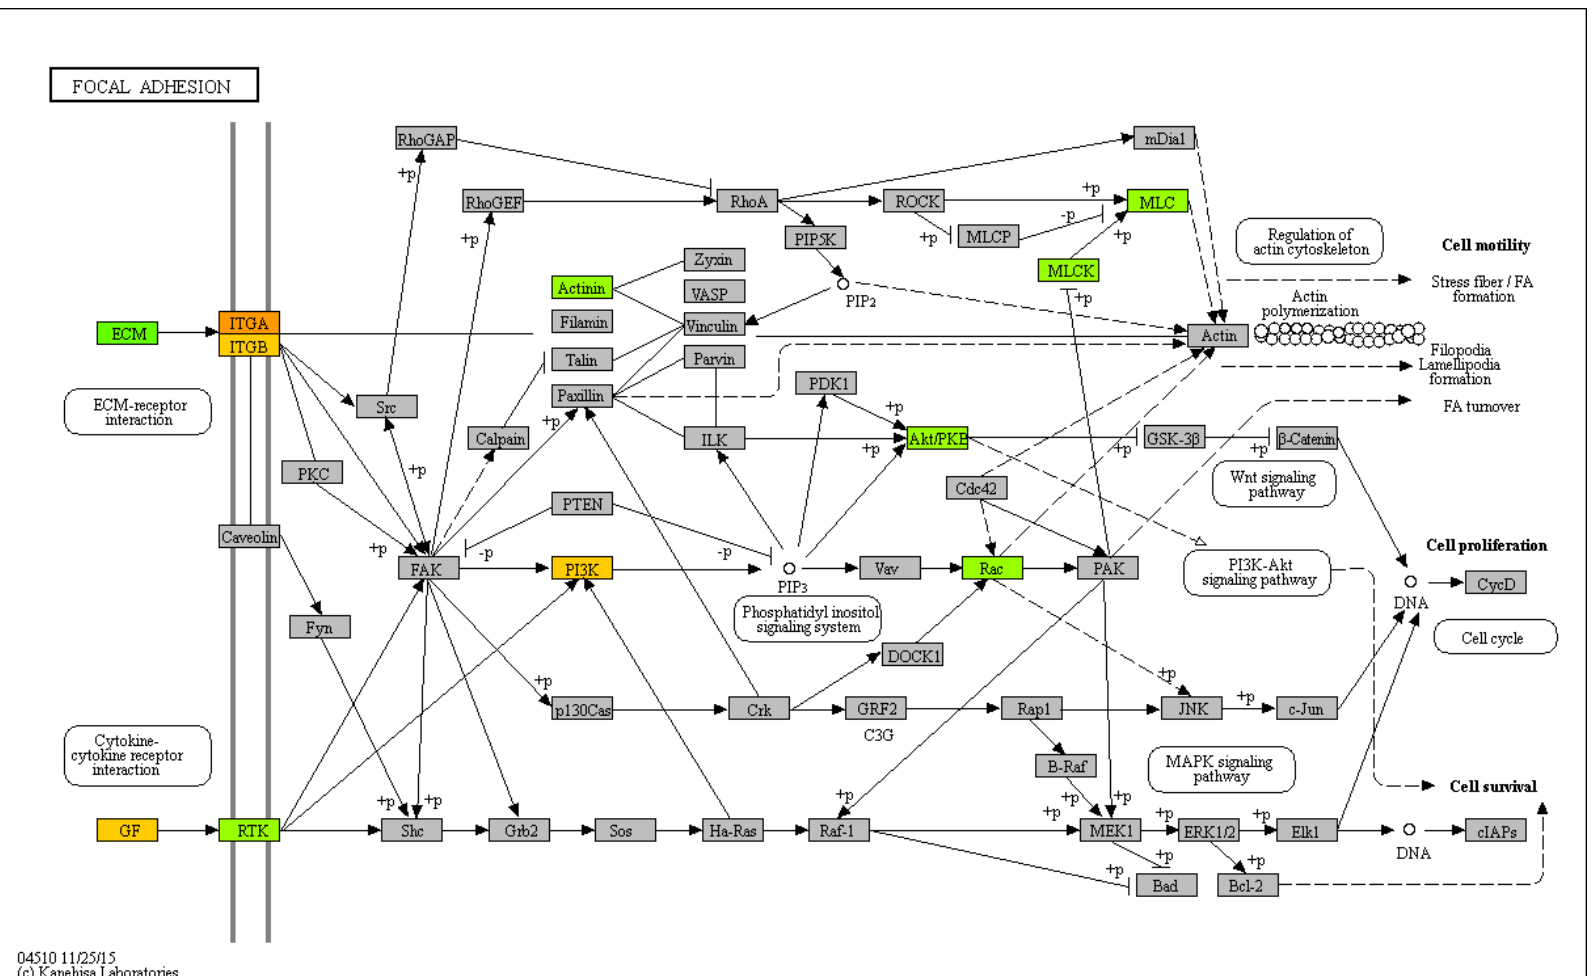 FOCAL ADHESION
RhoGAP
mDia1
+p
RhoGEF
RhoA
ROCK
+p
MLC
-p
+p
PIP5K
+p
MLCP
+p
Regulation of
actin cytoskeleton
Cell motility
Zyxin
MLCK
Actinin
VASP
PIP2
+p
Stress fiber / FA
formation
Actin
polymerization
ECM
ITGA
ITGB
Filamin
Vinculin
Actin
Talin
Parvin
Filopodia
Lamellipodia
formation
Paxillin
PDK1
ECM-receptor
interaction
Src
+p
+p
FA turnover
Calpain
ILK
+p
Akt/PKB
+p
GSK-3β
+p
β-Catenin
PKC
+p
Wnt signaling
pathway
Cdc42
PTEN
Caveolin
+p
-p
-p
Cell proliferation
FAK
PI3K
PIP3
Vav
Rac
PAK
PI3K-Akt
signaling pathway
DNA
CycD
Phosphatidyl inositol
signaling system
Fyn
Cell cycle
DOCK1
+p
+p
+p
p130Cas
Crk
GRF2
Rap1
JNK
c-Jun
C3G
Cytokine-
cytokine receptor
interaction
B-Raf
MAPK signaling
pathway
Cell survival
+p
+p
+p
+p
+p
+p
+p
+p
GF
RTK
Shc
Grb2
Sos
Ha-Ras
Raf-1
MEK1
ERK1/2
Elk1
DNA
cIAPs
+p
+p
+p
Bad
Bcl-2
04510 11/25/15
(c) Kanehisa Laboratories